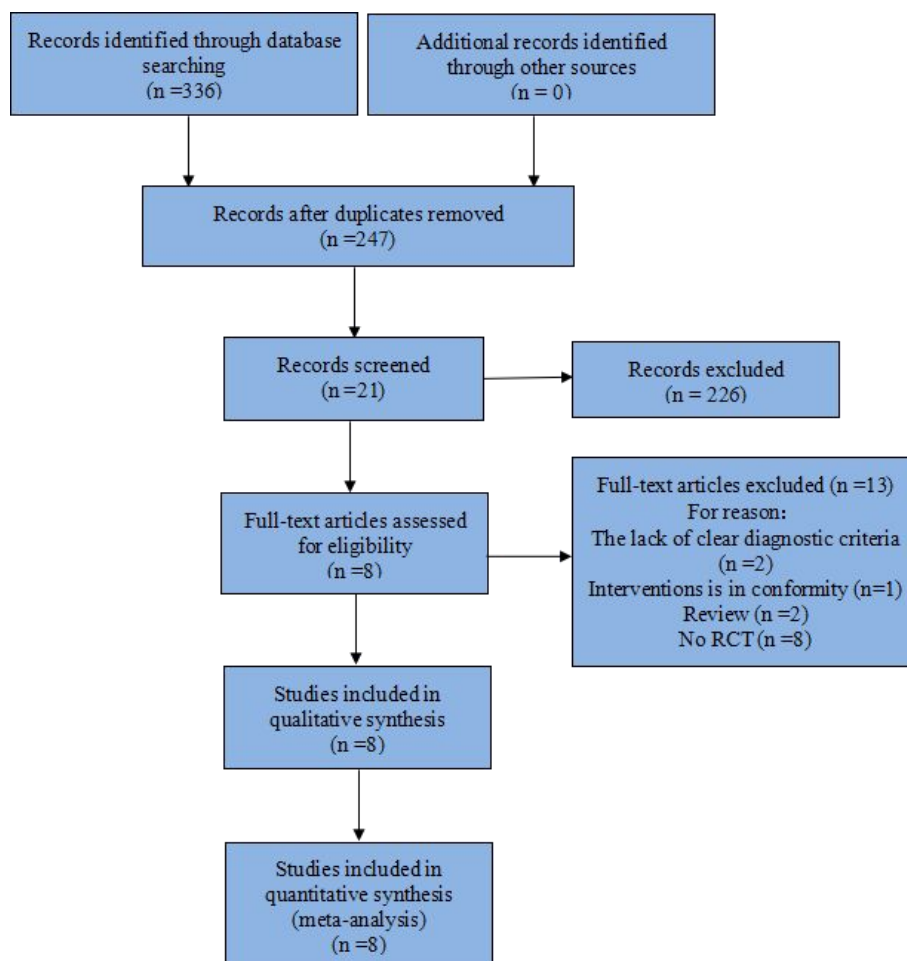 Records identified through database
searching
(n =336)
Additional records identified
through other sources
(n = 0)
Records after duplicates removed
(n =247)
Records screened
(n =21)
Records excluded
(n = 226)
Full-text articles assessed
for eligibility
(n =8)
Full-text articles excluded (n =13)
For reason:
The lack of clear diagnostic criteria
(n =2)
Interventions is in conformity (n=1)
Review (n =2)
No RCT (n =8)
Studies included in
qualitative synthesis
(n =8)
Studies included in
quantitative synthesis
(meta-analysis)
(n =8)